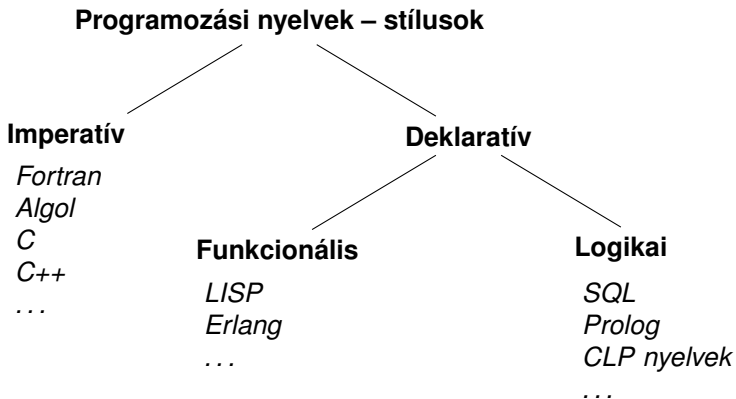 Programozási nyelvek – stílusok
Imperatív
Fortran
Algol
C
C++
. . .
Deklaratív
Funkcionális
LISP
Erlang
. . .
Logikai
SQL
Prolog
CLP nyelvek
. . .